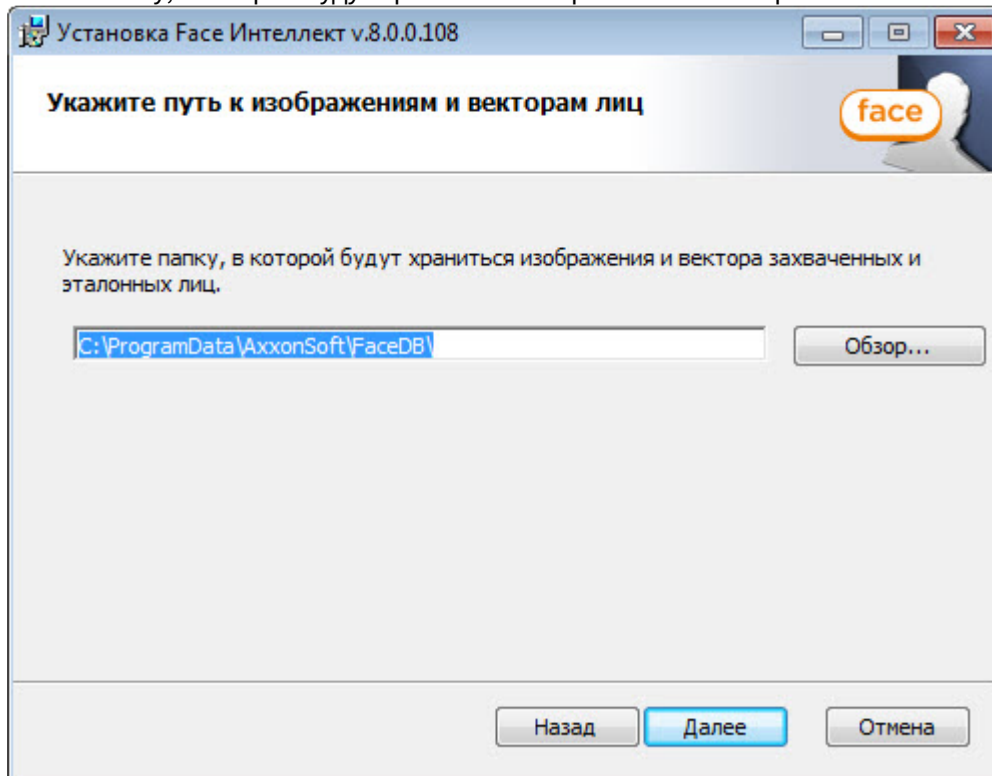 Установка Face Интеллект v.8.0.0.108
Укажите путь к изображениям и векторам лиц
face
Укажите папку, в которой будут храниться изображения и вектора захваченных и
эталонных лиц.
C:\ProgramData\AxxonSoft\FaceDB\
Обзор...
Назад
Далее
Отмена